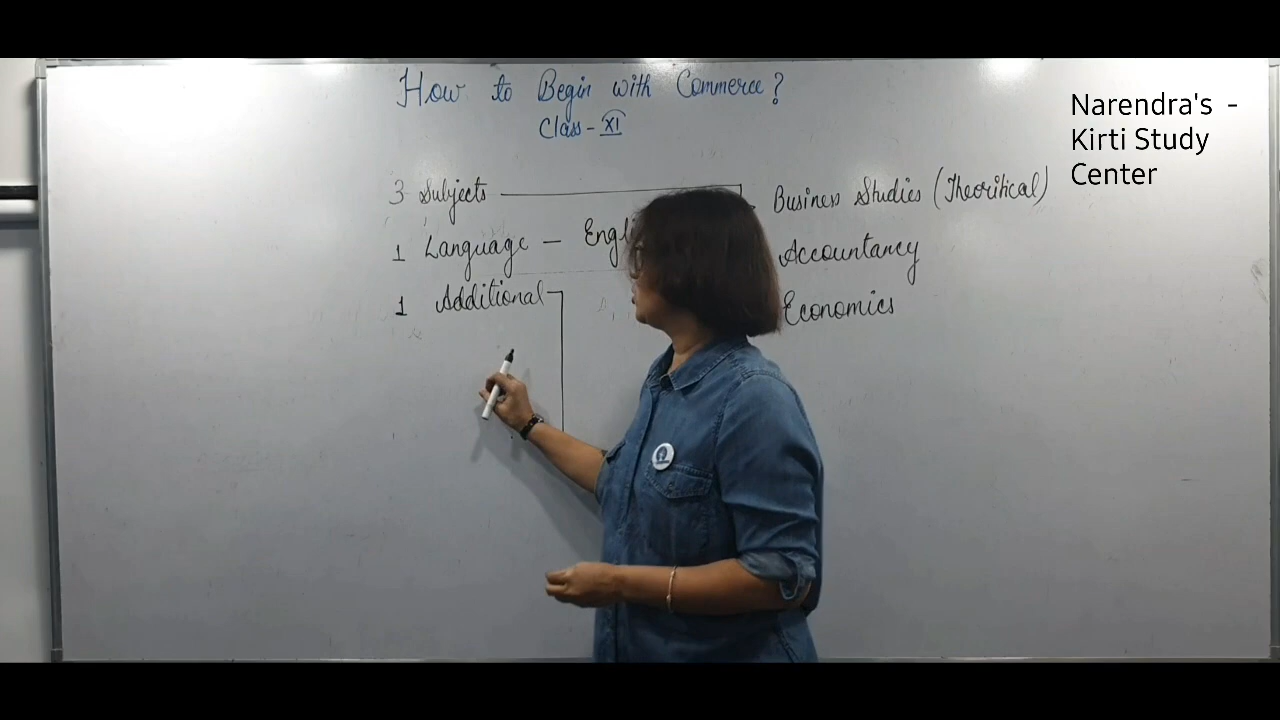 How to Begin with Commerce?
Class - XI
Narendra's -
Kirti Study
Center
3 Subjects
Business Studies (Theoritical)
1 Language -
Accountancy
1 Additional
Economics